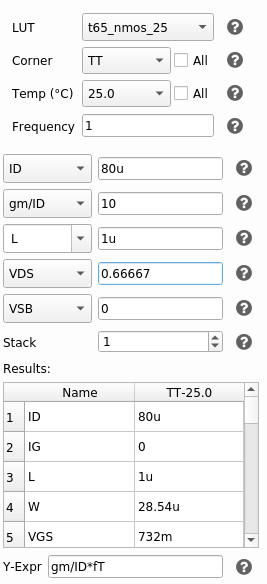 LUT t65_nmos_25 ?
Corner TT All ?
Temp (°C) 25.0 All ?
Frequency 1 ?
ID 80u ?
gm/ID 10 ?
L 1u ?
VDS 0.66667 ?
VSB 0 ?
Stack 1 ?
Results:
Name TT-25.0
1 ID 80u
2 IG 0
3 L 1u
4 W 28.54u
5 VGS 732m
Y-Expr gm/ID*fT ?